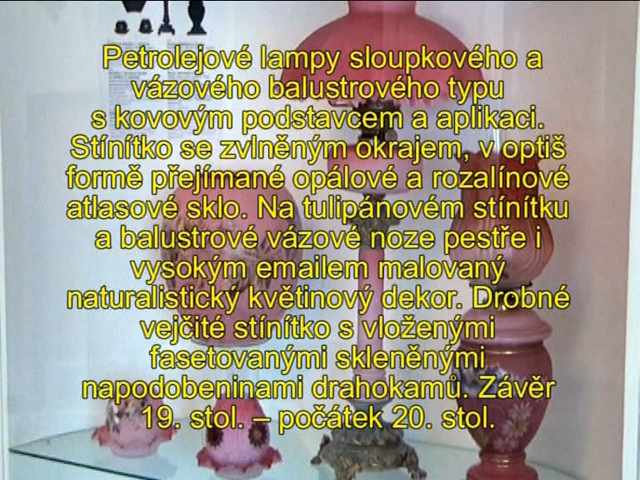 Petrolejové lampy sloupkového a
vázového balustrového typu
s kovovým podstavcem a aplikaci.
Stínítko se zvlněným okrajem, v optiš
formě přejímané opálové a rozalínové
atlasové sklo. Na tulipánovém stínítku
a balustrové vázové noze pestře i
vysokým emailem malovaný
naturalistický květinový dekor. Drobné
vejčité stínítko s vloženými
fasetovanými skleněnými
napodobeninami drahokamů. Závěr
19. stol. – počátek 20. stol.